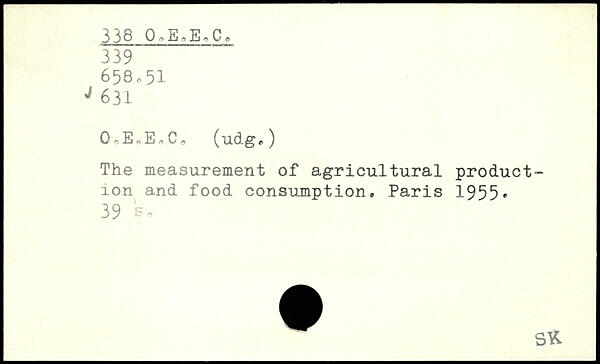 338 O.E.E.C.
339
658.51
✓ 631
O.E.E.C. (udg.)
The measurement of agricultural product-
ion and food consumption. Paris 1955.
39 s.
SK